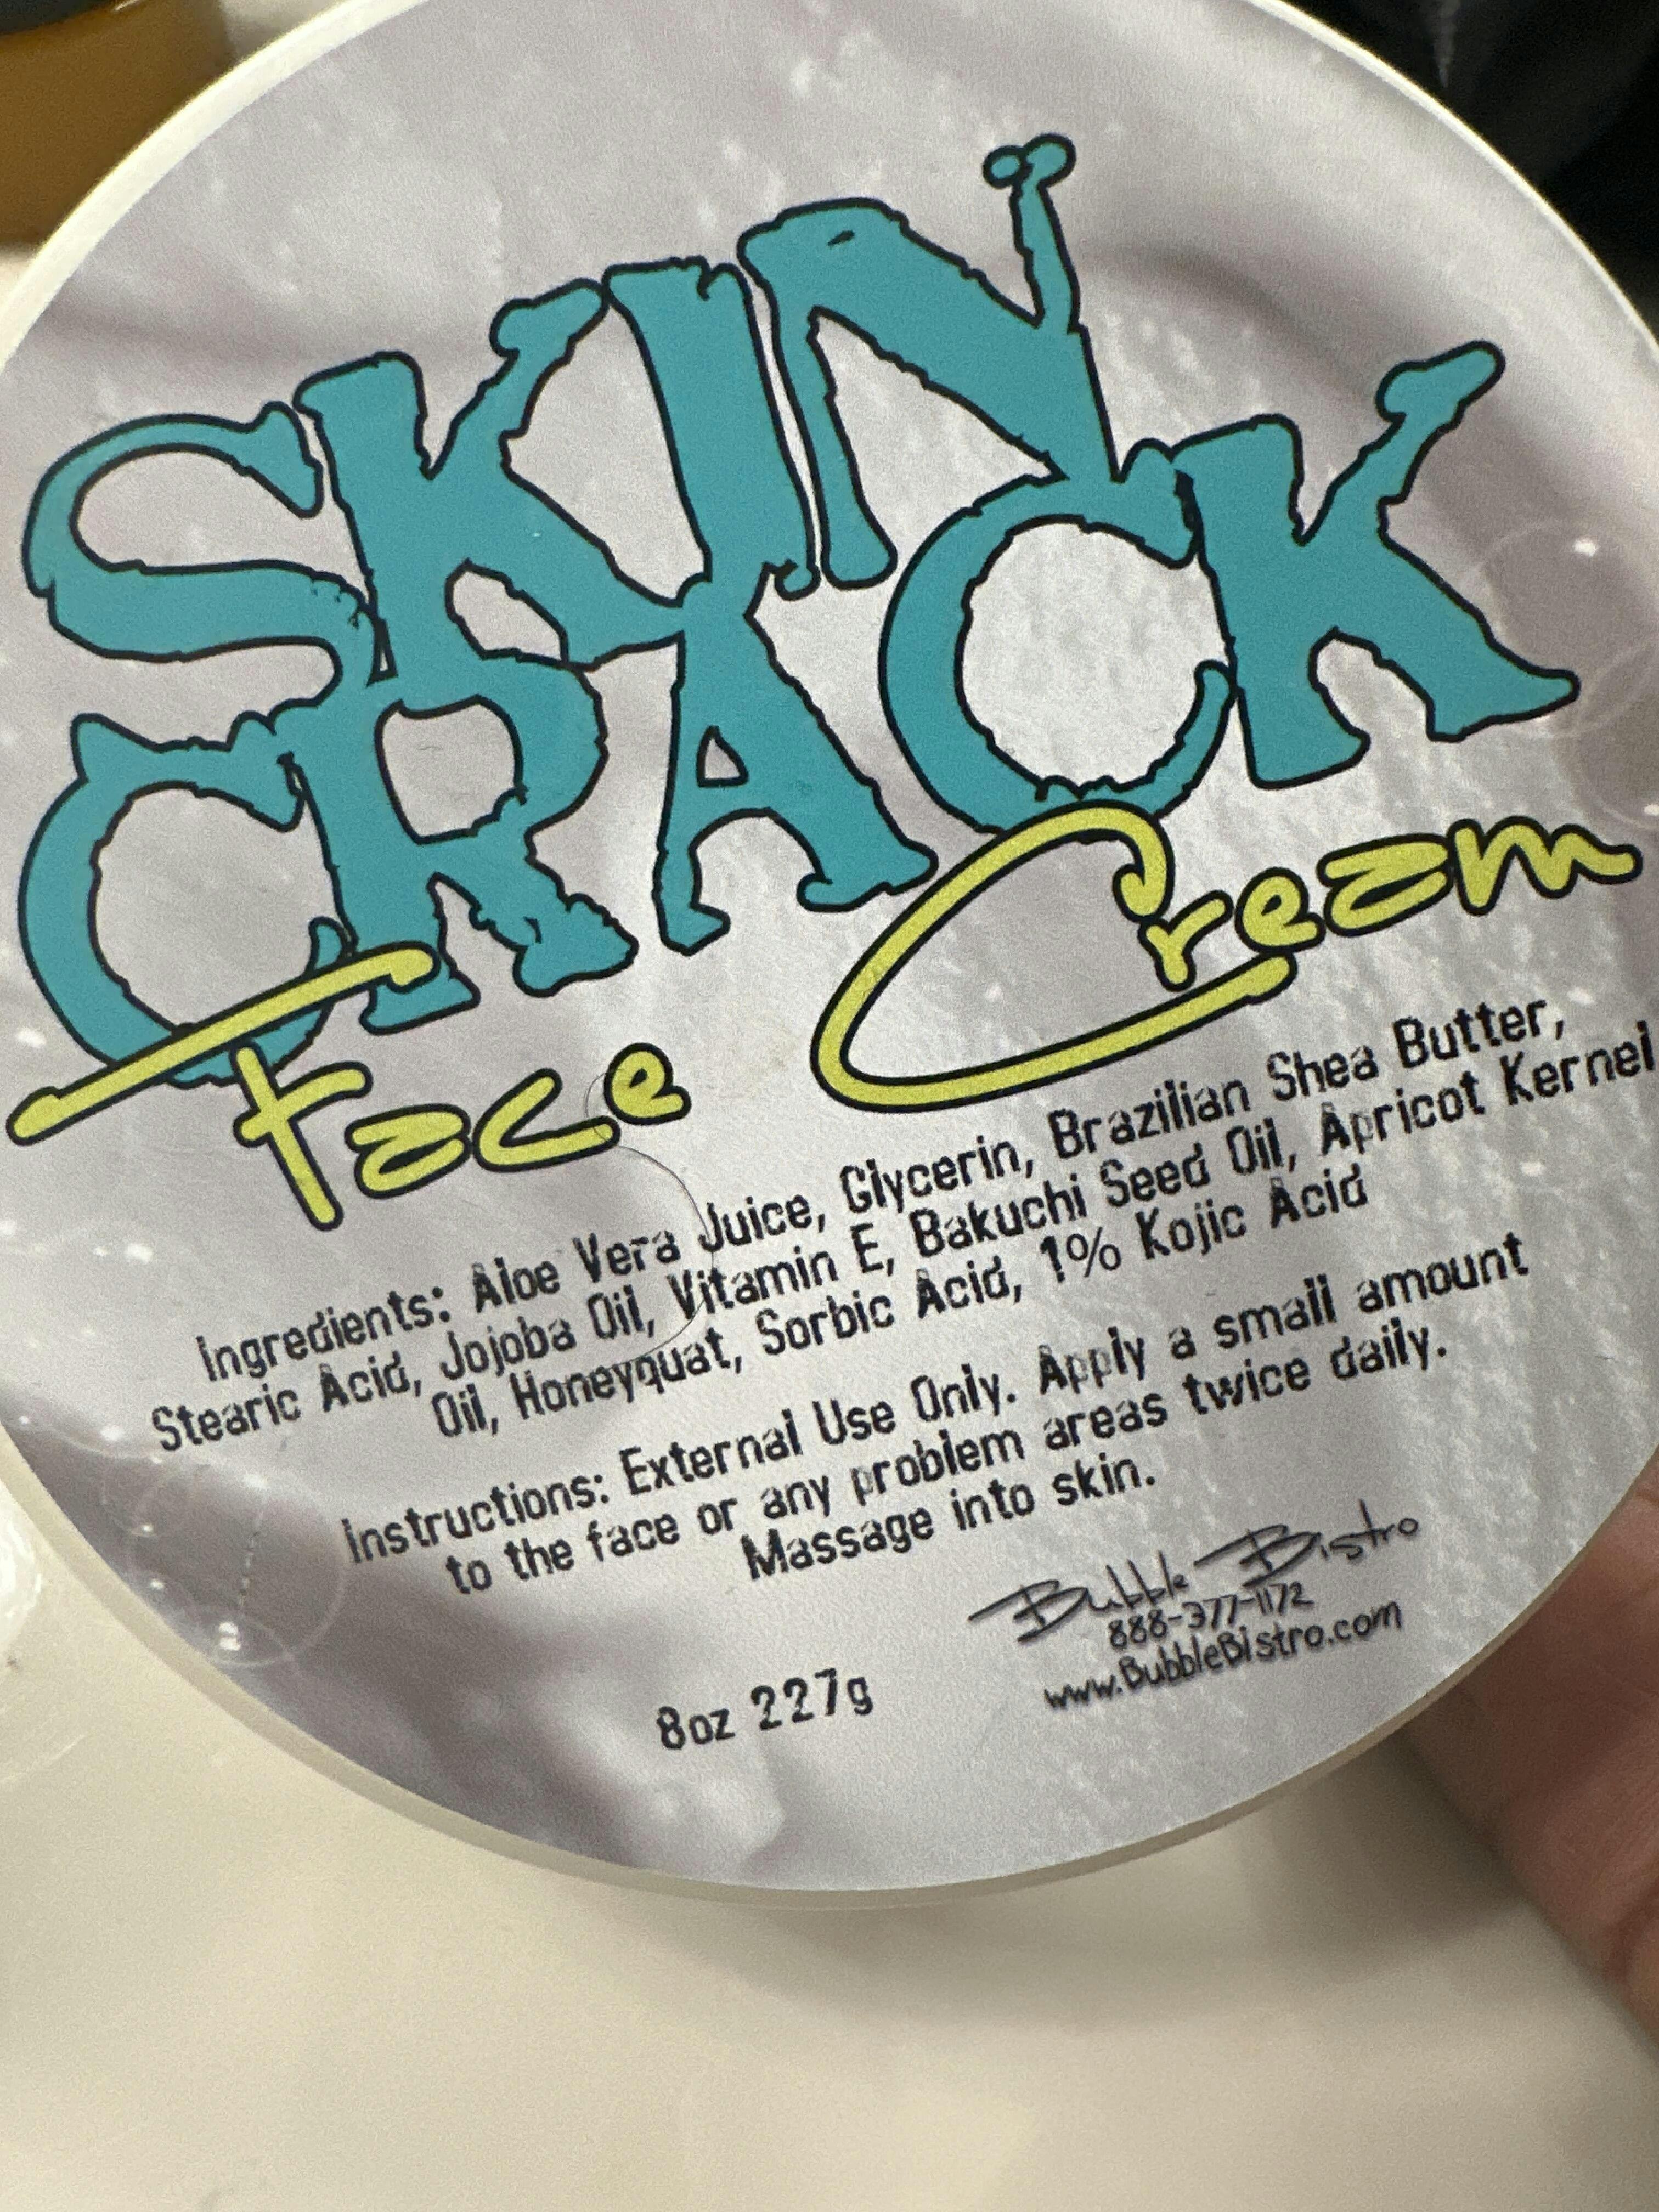 SKIN
CRACK
Face Cream
Ingredients: Aloe Vera Juice, Glycerin, Brazilian Shea Butter,
Stearic Acid, Jojoba Oil, Vitamin E, Bakuchi Seed Oil, Apricot Kernel
Oil, Honeyquat, Sorbic Acid, 1% Kojic Acid
Instructions: External Use Only. Apply a small amount
to the face or any problem areas twice daily.
Massage into skin.
Bubble Bistro
888-377-1172
www.BubbleBistro.com
8oz 227g